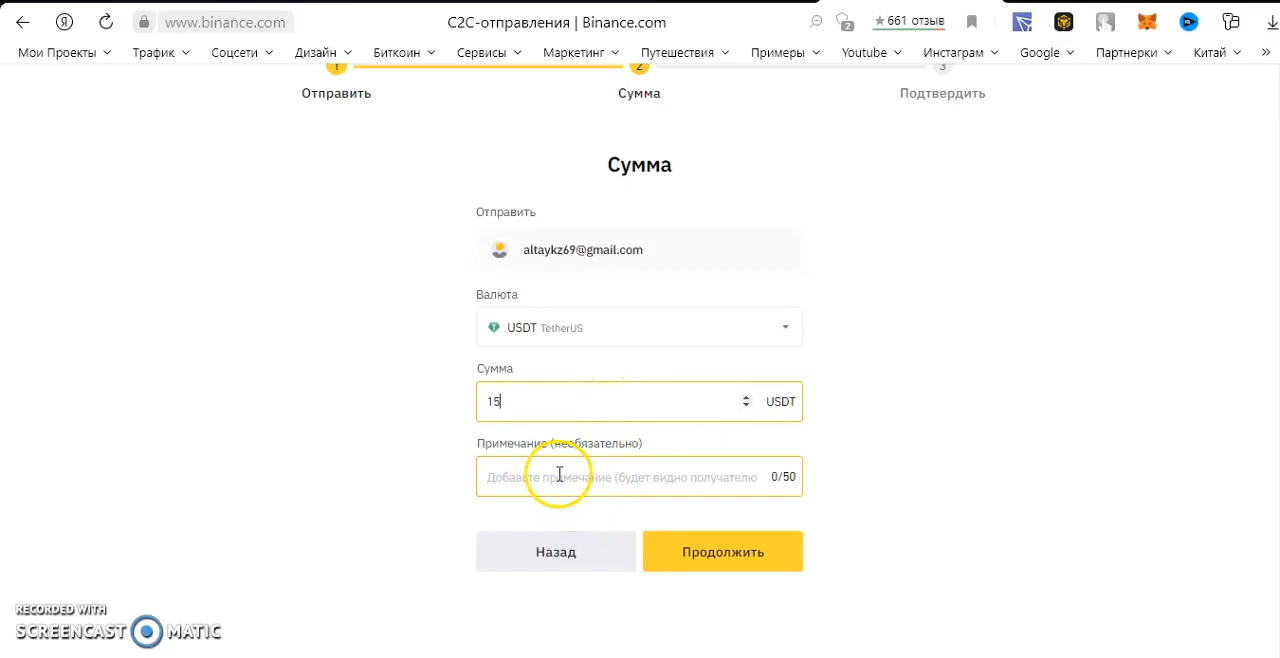 www.binance.com C2C-отправления | Binance.com ★661 отзыв
Мои Проекты Трафик Соцсети Дизайн Биткоин Сервисы Маркетинг Путешествия Примеры Youtube Инстаграм Google Партнерки Китай »
1 2 3
Отправить Сумма Подтвердить
Сумма
Отправить
altaykz69@gmail.com
Валюта
USDT TetherUS
Сумма
15 USDT
Примечание (необязательно)
Добавьте примечание (будет видно получателю 0/50
Назад Продолжить
RECORDED WITH
SCREENCAST MATIC